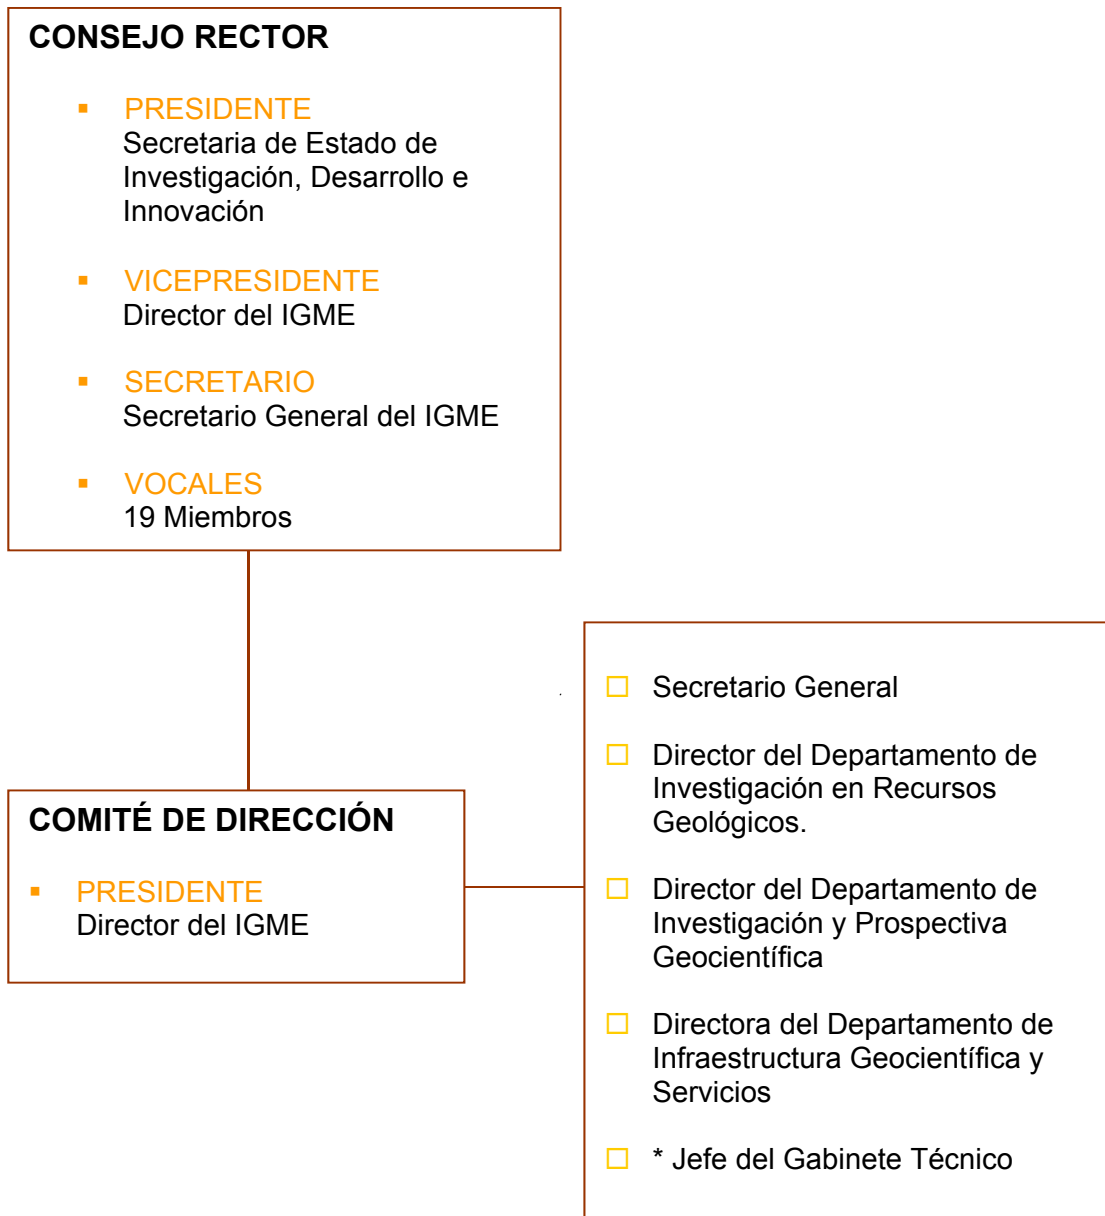 CONSEJO RECTOR
▪ PRESIDENTE
Secretaria de Estado de
Investigación, Desarrollo e
Innovación
▪ VICEPRESIDENTE
Director del IGME
▪ SECRETARIO
Secretario General del IGME
▪ VOCALES
19 Miembros
COMITÉ DE DIRECCIÓN
▪ PRESIDENTE
Director del IGME
□ Secretario General
□ Director del Departamento de
Investigación en Recursos
Geológicos.
□ Director del Departamento de
Investigación y Prospectiva
Geocientífica
□ Directora del Departamento de
Infraestructura Geocientífica y
Servicios
□ * Jefe del Gabinete Técnico